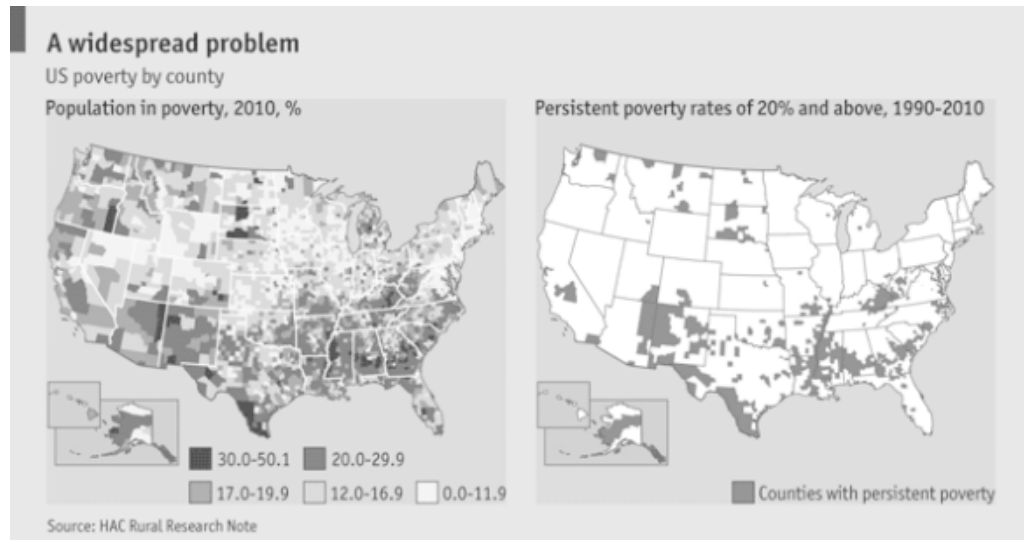 A widespread problem
US poverty by county
Population in poverty, 2010, %
Persistent poverty rates of 20% and above, 1990-2010
30.0-50.1
20.0-29.9
17.0-19.9
12.0-16.9
0.0-11.9
Counties with persistent poverty
Source: HAC Rural Research Note